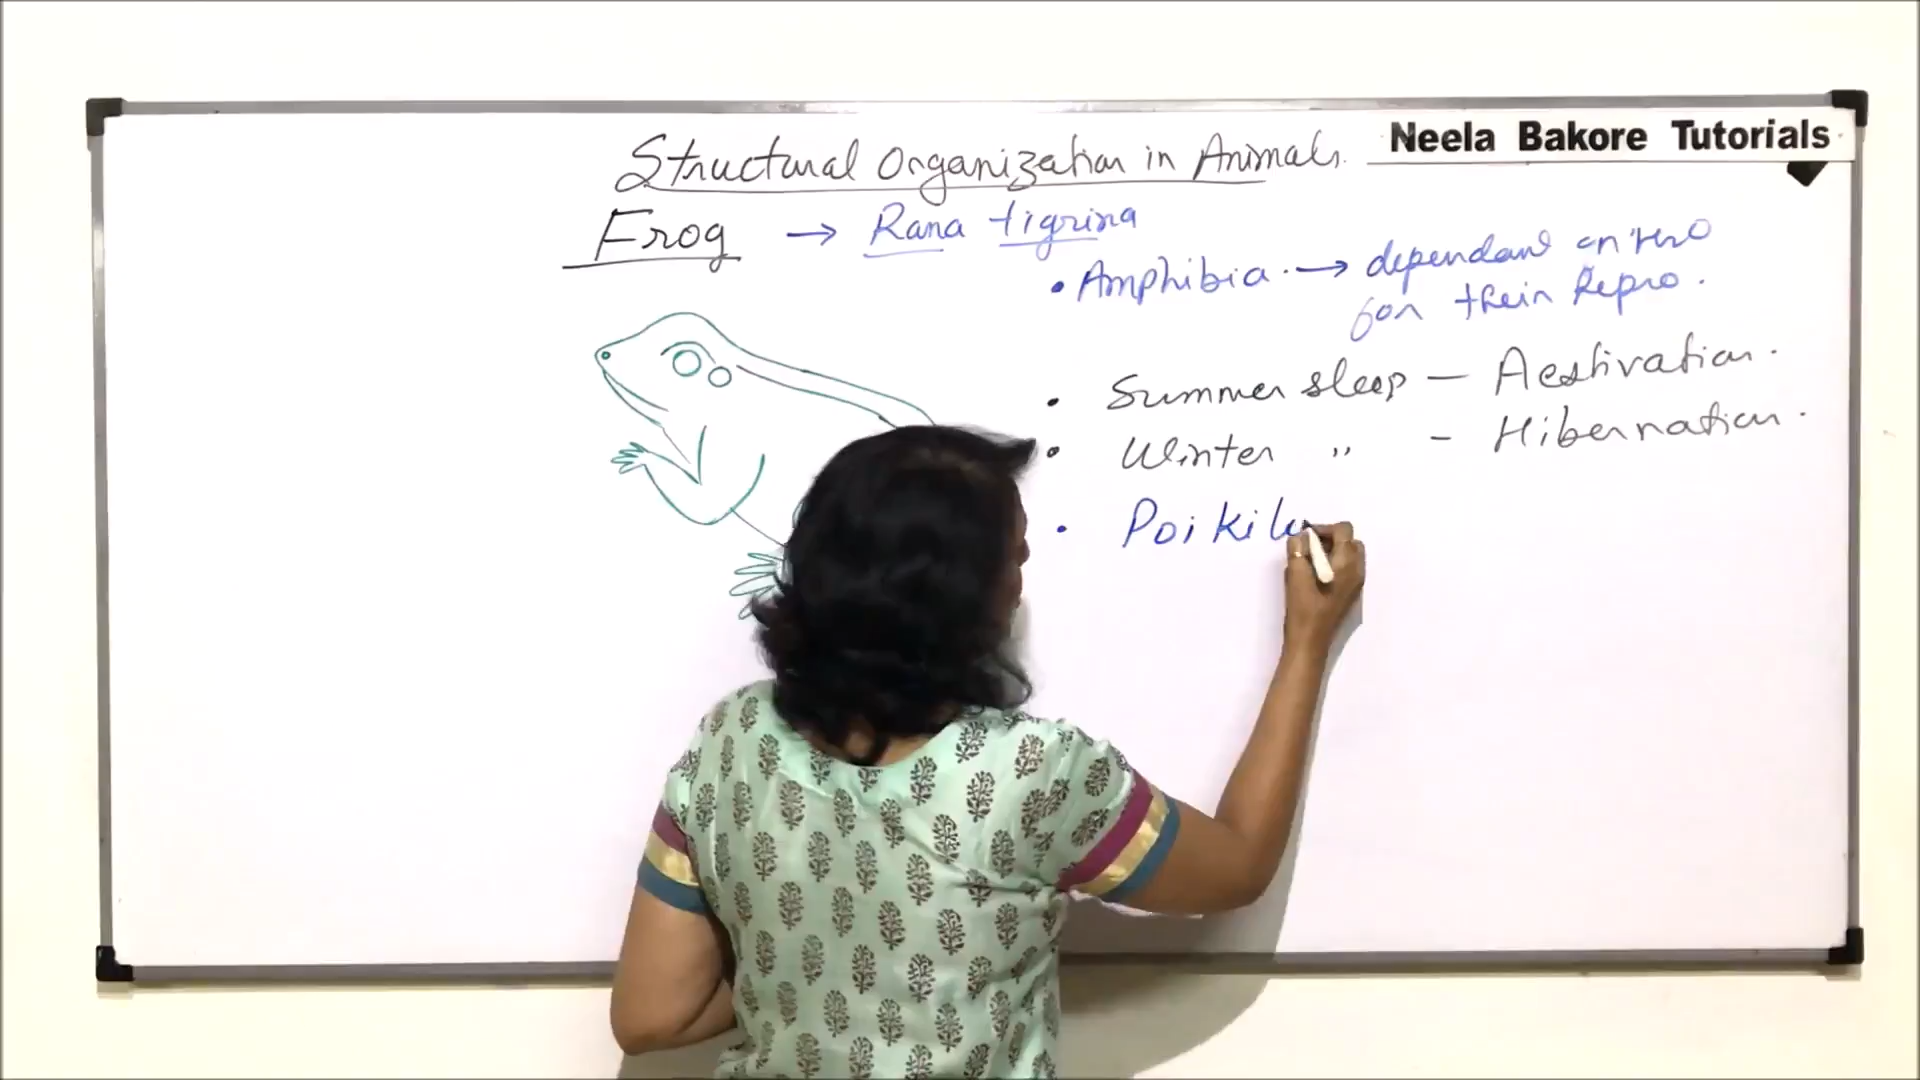 Neela Bakore Tutorials
Structural Organization in Animals.
Frog → Rana tigrina
• Amphibia. → dependant on H2O
for their Repro.
• Summer sleep – Aestivation.
• Winter " – Hibernation.
• Poikilo